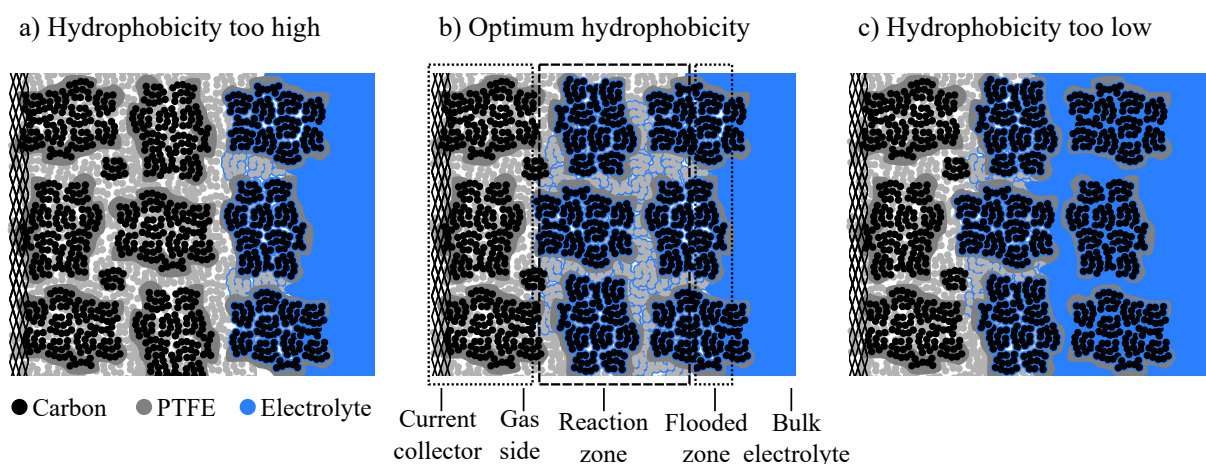 a) Hydrophobicity too high
b) Optimum hydrophobicity
c) Hydrophobicity too low
Carbon
PTFE
Electrolyte
Current
collector
Gas
side
Reaction
zone
Flooded
zone
Bulk
electrolyte